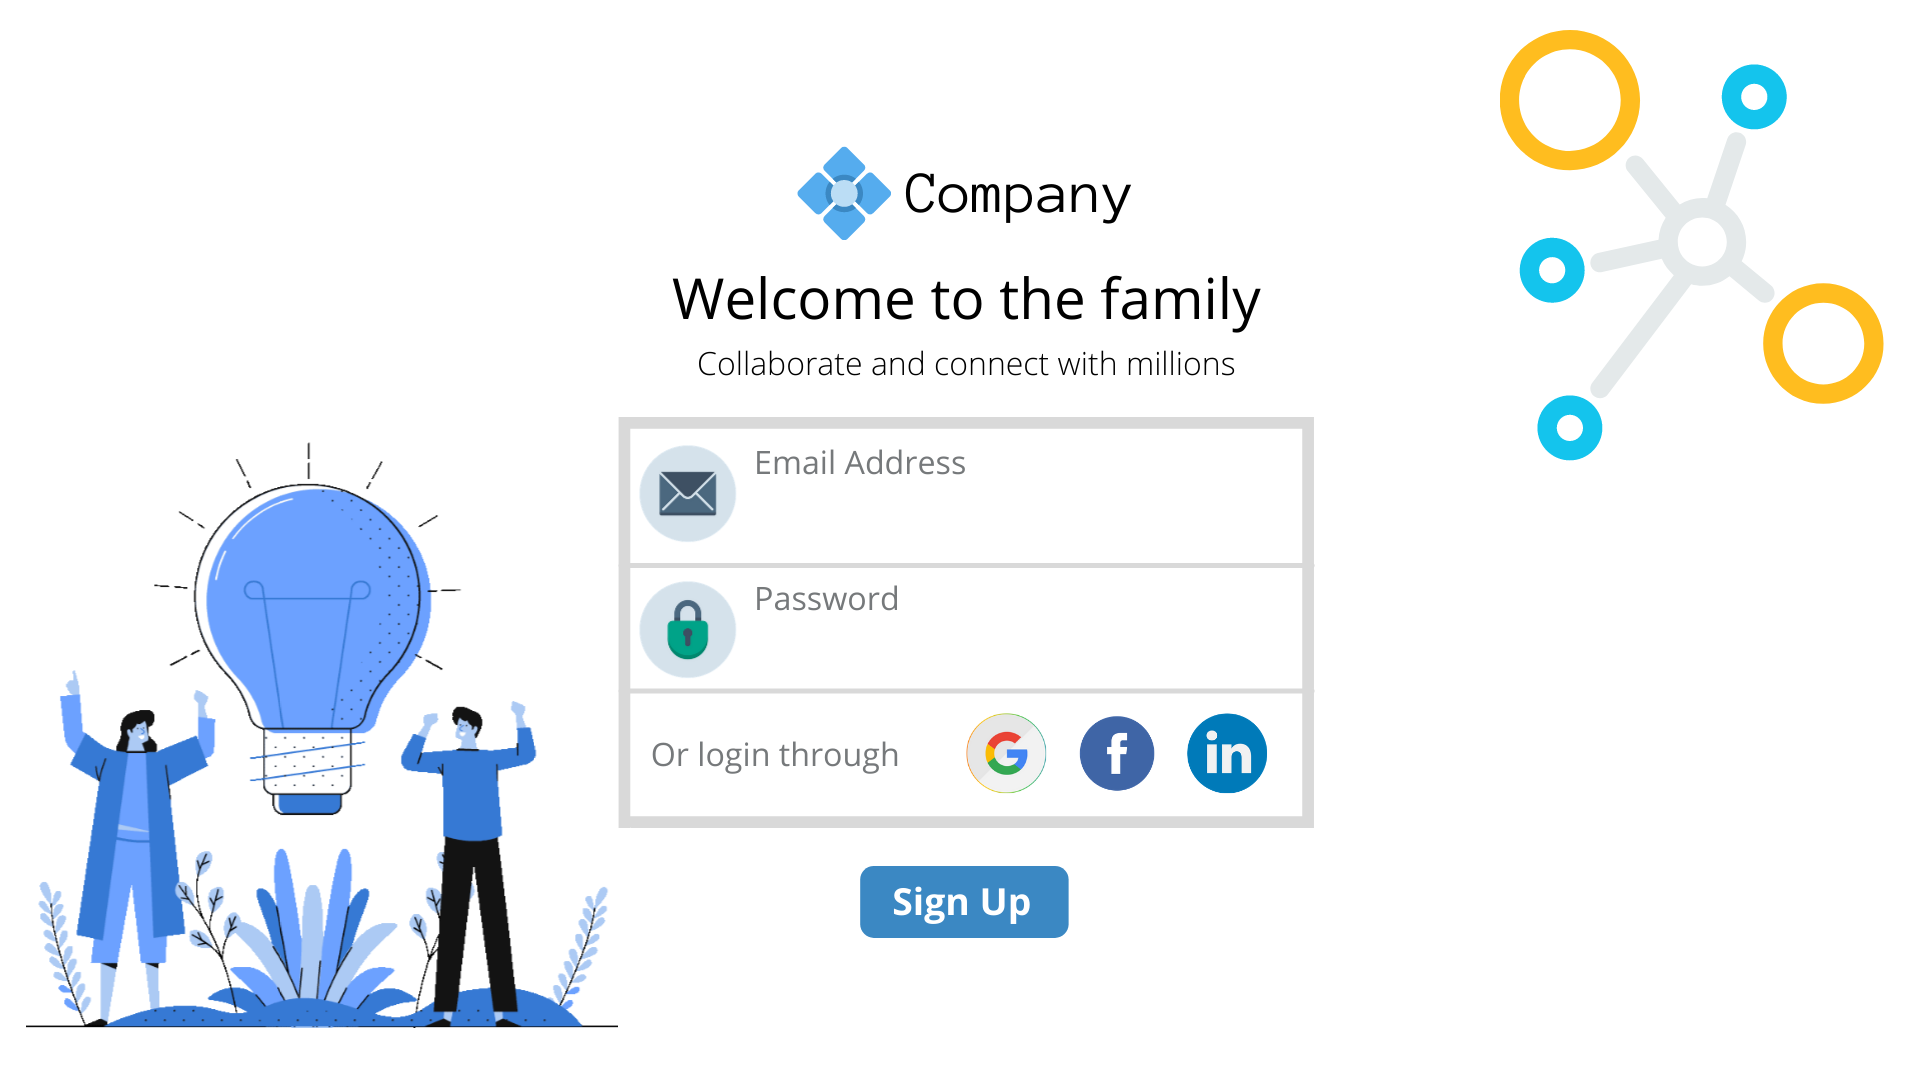 Company
Welcome to the family
Collaborate and connect with millions
Email Address
Password
Or login through G f in
Sign Up